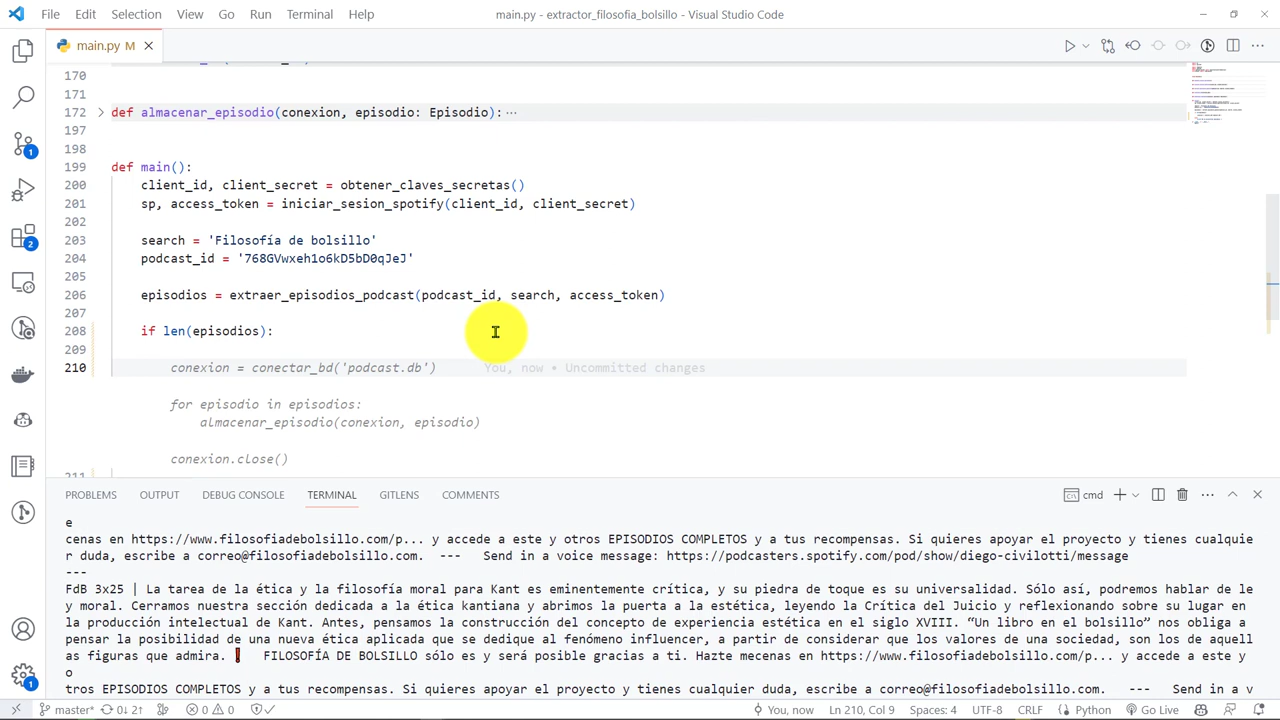 File Edit Selection View Go Run Terminal Help main.py - extractor_filosofia_bolsillo - Visual Studio Code
main.py M
170
171
172 def almacenar_episodio(conexion, episodio:Episodio):···
197
198
199 def main():
200 client_id, client_secret = obtener_claves_secretas()
201 sp, access_token = iniciar_sesion_spotify(client_id, client_secret)
202
203 search = 'Filosofía de bolsillo'
204 podcast_id = '768GVwxeh1o6kD5bD0qJeJ'
205
206 episodios = extraer_episodios_podcast(podcast_id, search, access_token)
207
208 if len(episodios):
209
210 conexion = conectar_bd('podcast.db') You, now • Uncommitted changes
for episodio in episodios:
almacenar_episodio(conexion, episodio)
conexion.close()
211
PROBLEMS OUTPUT DEBUG CONSOLE TERMINAL GITLENS COMMENTS cmd
e
cenas en https://www.filosofiadebolsillo.com/p... y accede a este y otros EPISODIOS COMPLETOS y a tus recompensas. Si quieres apoyar el proyecto y tienes cualquie
r duda, escribe a correo@filosofiadebolsillo.com. --- Send in a voice message: https://podcasters.spotify.com/pod/show/diego-civilotti/message
---
FdB 3x25 | La tarea de la ética y la filosofía moral para Kant es eminentemente crítica, y su piedra de toque es su universalidad. Sólo así, podremos hablar de le
y moral. Cerramos nuestra sección dedicada a la ética kantiana y abrimos la puerta a la estética, leyendo la Crítica del Juicio y reflexionando sobre su lugar en
la producción intelectual de Kant. Antes, pensamos la construcción del concepto de experiencia estética en el siglo XVIII. “Un libro en el bolsillo” nos obliga a
pensar la posibilidad de una nueva ética aplicada que se dedique al fenómeno influencer, a partir de considerar que los valores de una sociedad, son los de aquell
as figuras que admira. FILOSOFÍA DE BOLSILLO sólo es y será posible gracias a ti. Hazte mecenas en https://www.filosofiadebolsillo.com/p... y accede a este y
o
tros EPISODIOS COMPLETOS y a tus recompensas. Si quieres apoyar el proyecto y tienes cualquier duda, escribe a correo@filosofiadebolsillo.com. --- Send in a v
master* 0↓ 2↑ 0 0 You, now Ln 210, Col 9 Spaces: 4 UTF-8 CRLF Python Go Live